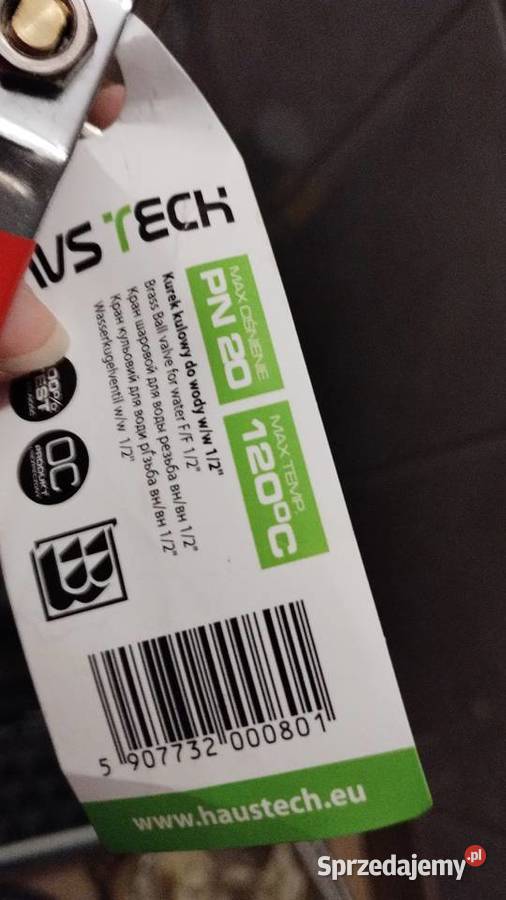 TECH
MAX CIŚNIENIE
PN 20
MAX TEMP.
120°C
Kurek kulowy do wody w/w 1/2"
Brass Ball valve for water F/F 1/2"
Кран шаровой для воды резьба вн/вн 1/2"
Кран кульовий для води різьба вн/вн 1/2"
Wasserkugelventil w/w 1/2"
OC
PRODUKT
5 907732 000801
www.haustech.eu
Sprzedajemy.pl